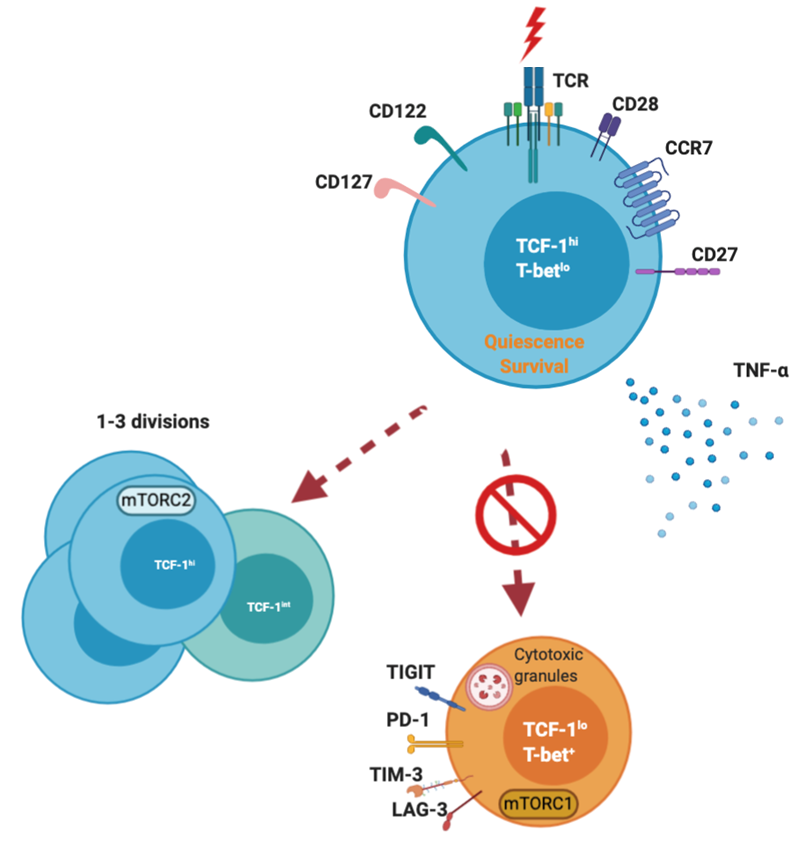 TCR
CD28
CD122
CCR7
CD127
TCF-1hi
T-betlo
CD27
Quiescence
Survival
TNF-α
1-3 divisions
mTORC2
TCF-1hi
TCF-1int
Cytotoxic
granules
TIGIT
PD-1
TCF-1lo
T-bet+
TIM-3
LAG-3
mTORC1